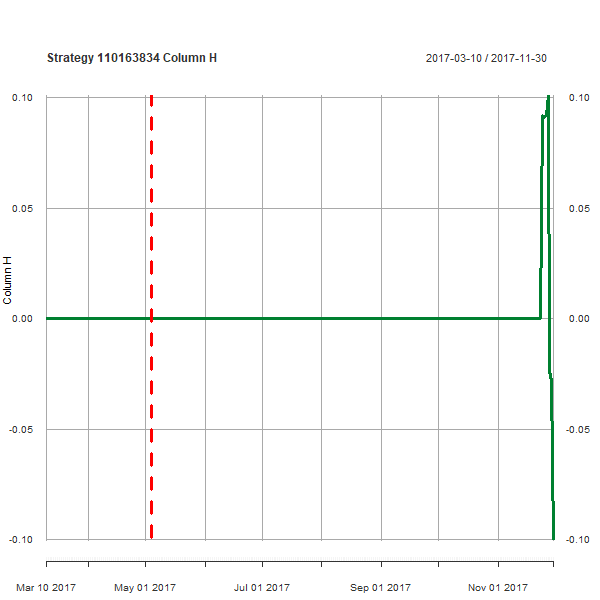 Strategy 110163834 Column H
2017-03-10 / 2017-11-30
0.10
0.10
0.05
0.05
Column H
0.00
0.00
-0.05
-0.05
-0.10
-0.10
Mar 10 2017
May 01 2017
Jul 01 2017
Sep 01 2017
Nov 01 2017